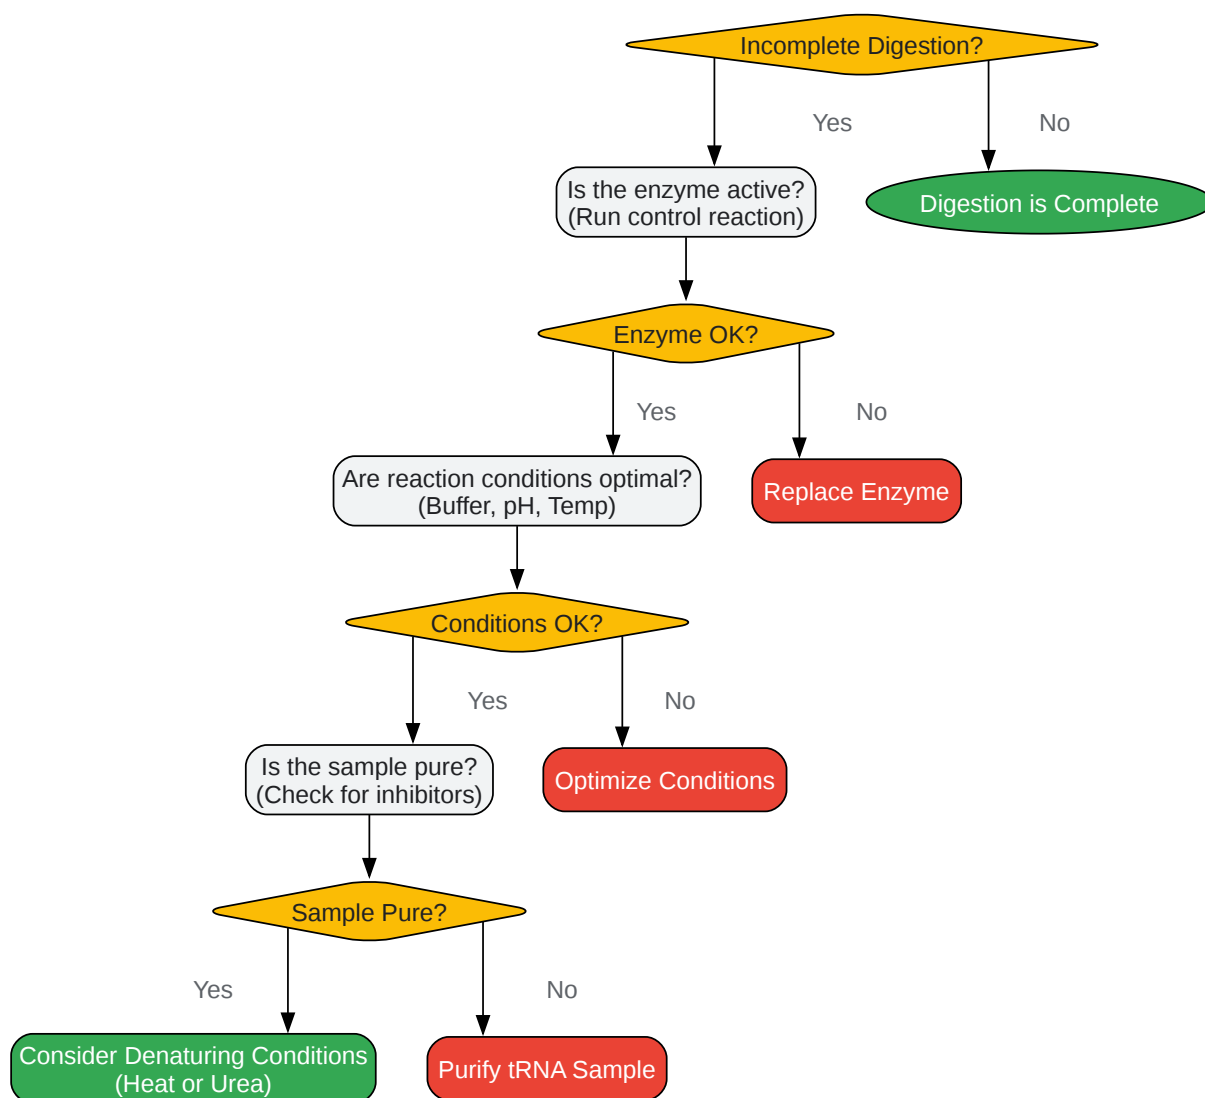 Incomplete Digestion?
Yes
No
Is the enzyme active?
(Run control reaction)
Digestion is Complete
Enzyme OK?
Yes
No
Are reaction conditions optimal?
(Buffer, pH, Temp)
Replace Enzyme
Conditions OK?
Yes
No
Is the sample pure?
(Check for inhibitors)
Optimize Conditions
Sample Pure?
Yes
No
Consider Denaturing Conditions
(Heat or Urea)
Purify tRNA Sample